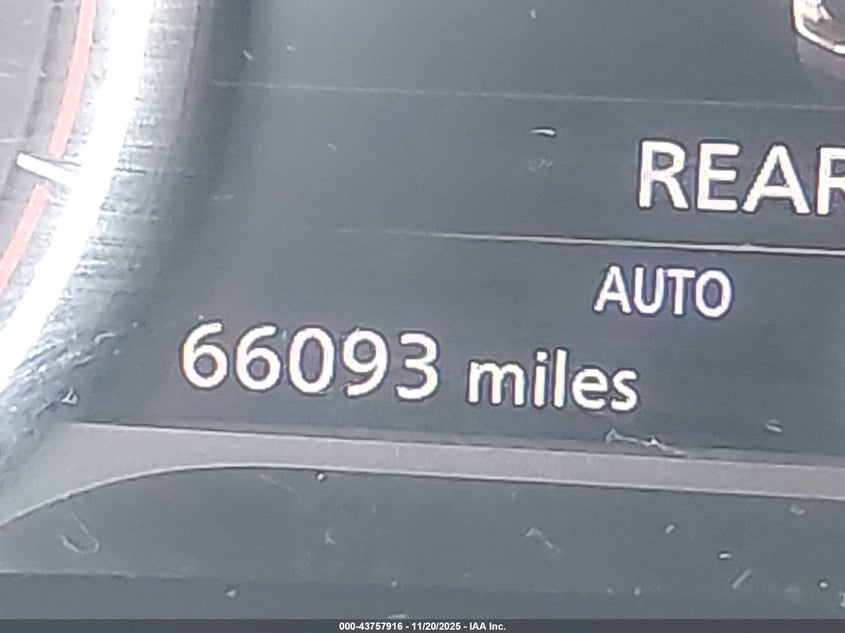 REAR
AUTO
66093 miles
000-43757916 - 11/20/2025 - IAA Inc.